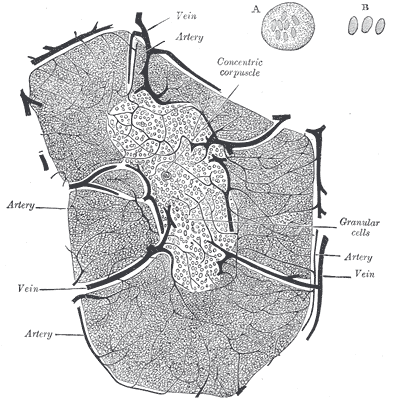 Vein
A
B
Artery
Concentric
corpuscle
Artery
Granular
cells
Artery
Vein
Vein
Artery